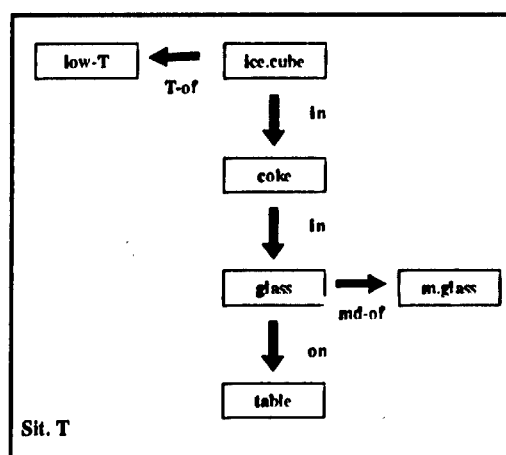 low-T
ice.cube
T-of
in
coke
in
glass
m.glass
md-of
on
table
Sit. T